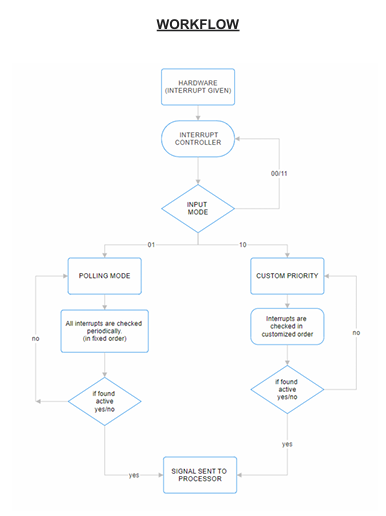 WORKFLOW
HARDWARE
(INTERRUPT GIVEN)
INTERRUPT
CONTROLLER
00/11
INPUT
MODE
01
10
POLLING MODE
CUSTOM PRIORITY
All interrupts are checked
periodically.
(in fixed order)
Interrupts are
checked in
customized order
no
no
if found
active
yes/no
if found
active
yes/no
yes
yes
SIGNAL SENT TO
PROCESSOR